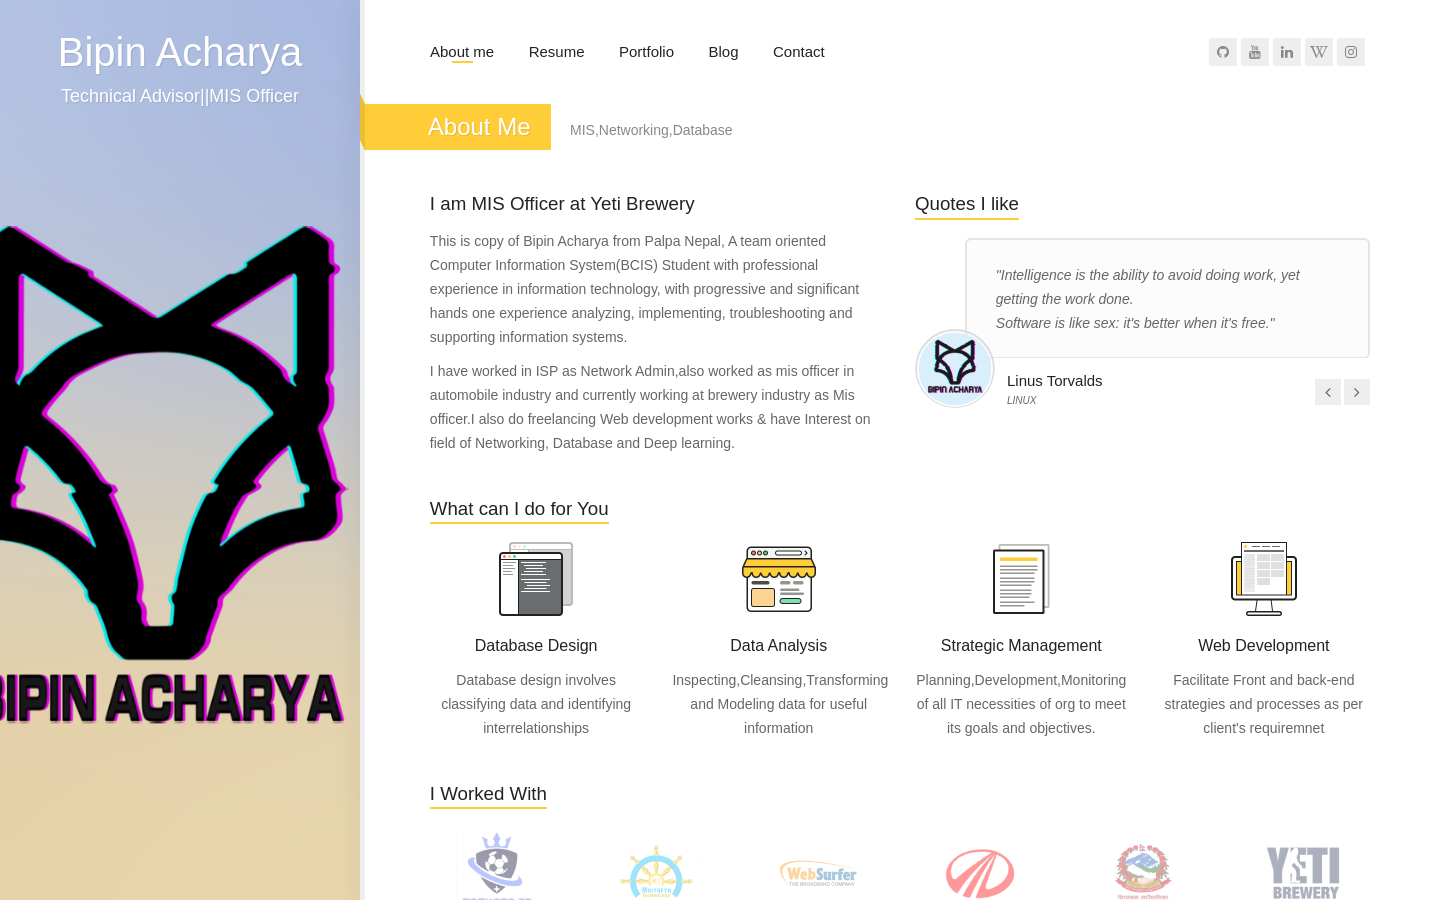 Bipin Acharya
Technical Advisor||MIS Officer
BIPIN ACHARYA
About me
Resume
Portfolio
Blog
Contact
About Me
MIS,Networking,Database
I am MIS Officer at Yeti Brewery
This is copy of Bipin Acharya from Palpa Nepal, A team oriented
Computer Information System(BCIS) Student with professional
experience in information technology, with progressive and significant
hands one experience analyzing, implementing, troubleshooting and
supporting information systems.
I have worked in ISP as Network Admin,also worked as mis officer in
automobile industry and currently working at brewery industry as Mis
officer.I also do freelancing Web development works & have Interest on
field of Networking, Database and Deep learning.
Quotes I like
"Intelligence is the ability to avoid doing work, yet
getting the work done.
Software is like sex: it's better when it's free."
BIPIN ACHARYA
Linus Torvalds
LINUX
What can I do for You
Database Design
Database design involves
classifying data and identifying
interrelationships
Data Analysis
Inspecting,Cleansing,Transforming
and Modeling data for useful
information
Strategic Management
Planning,Development,Monitoring
of all IT necessities of org to meet
its goals and objectives.
Web Development
Facilitate Front and back-end
strategies and processes as per
client's requiremnet
I Worked With
WebSurfer
THE BROADBAND COMPANY
YETI
BREWERY